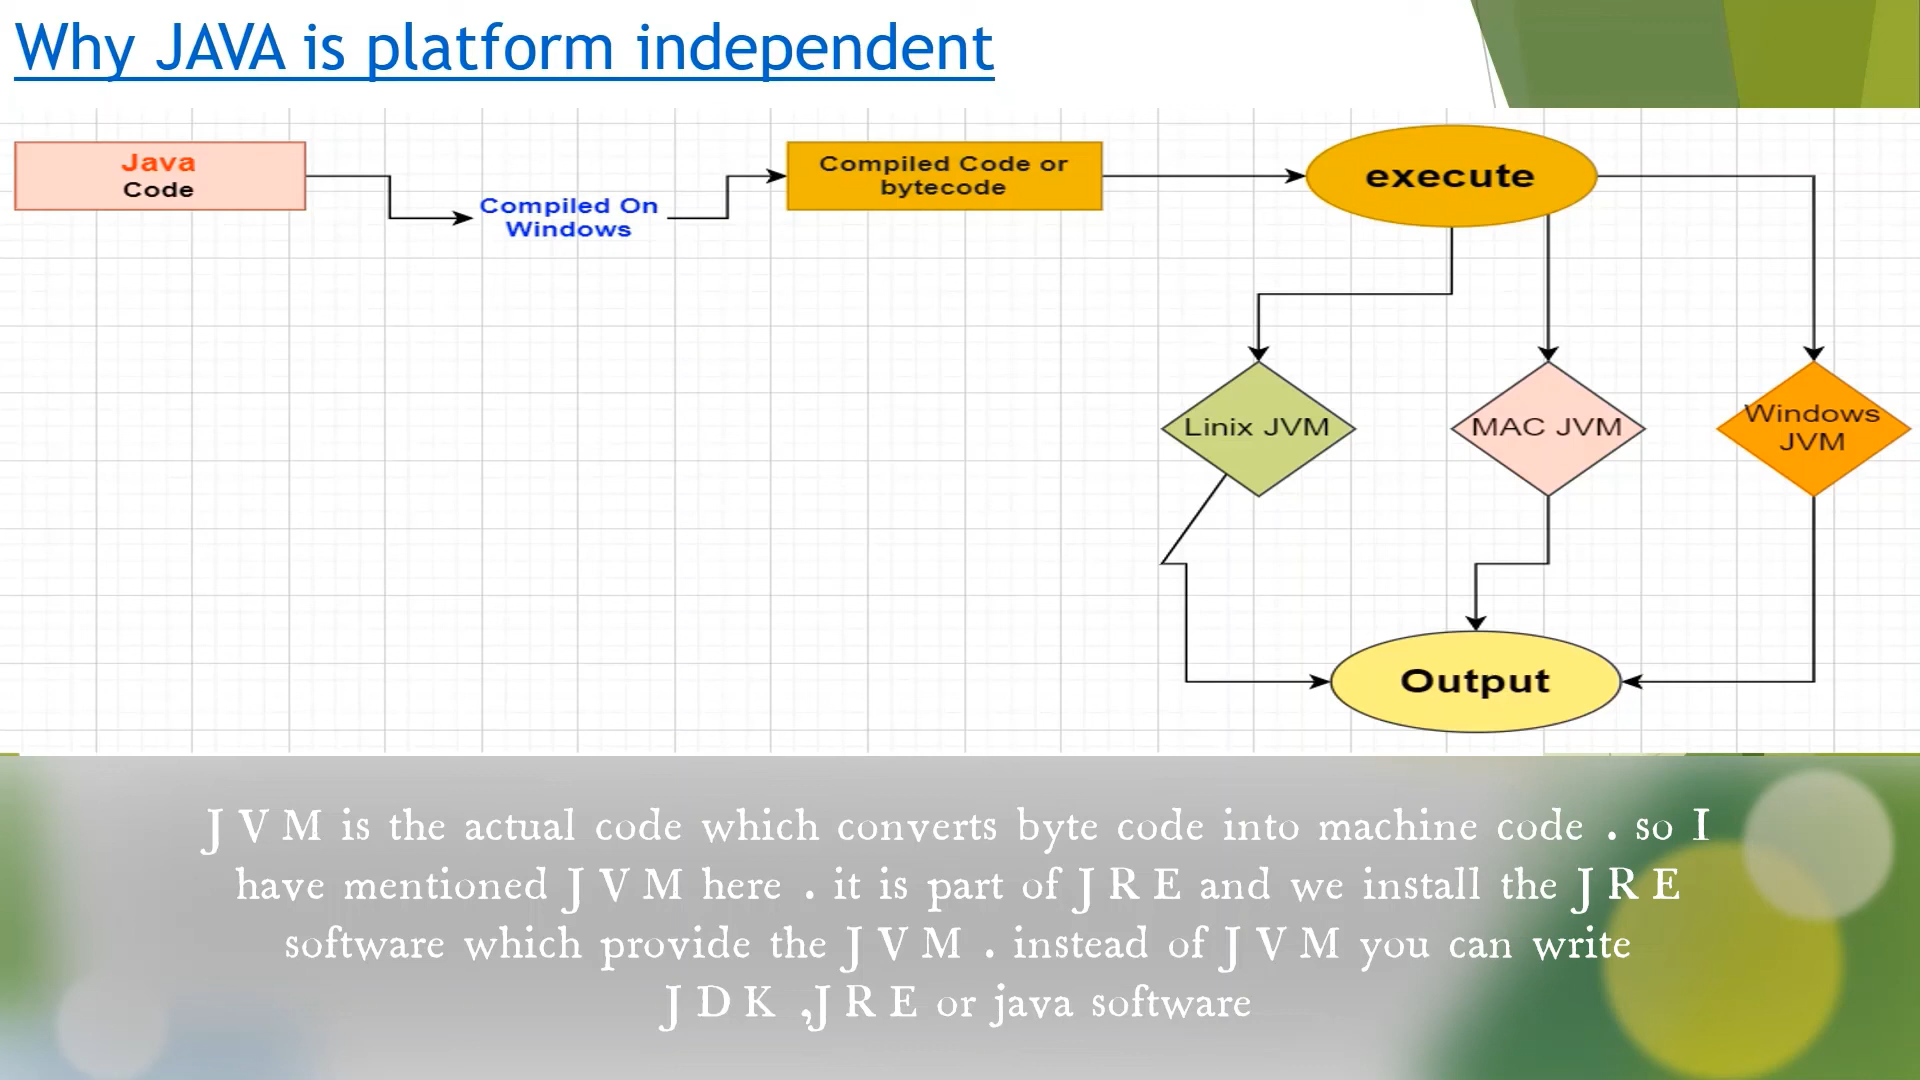 Why JAVA is platform independent
Java
Code
Compiled On
Windows
Compiled Code or
bytecode
execute
Linix JVM
MAC JVM
Windows
JVM
Output
J V M is the actual code which converts byte code into machine code . so I
have mentioned J V M here . it is part of J R E and we install the J R E
software which provide the J V M . instead of J V M you can write
J D K ,J R E or java software